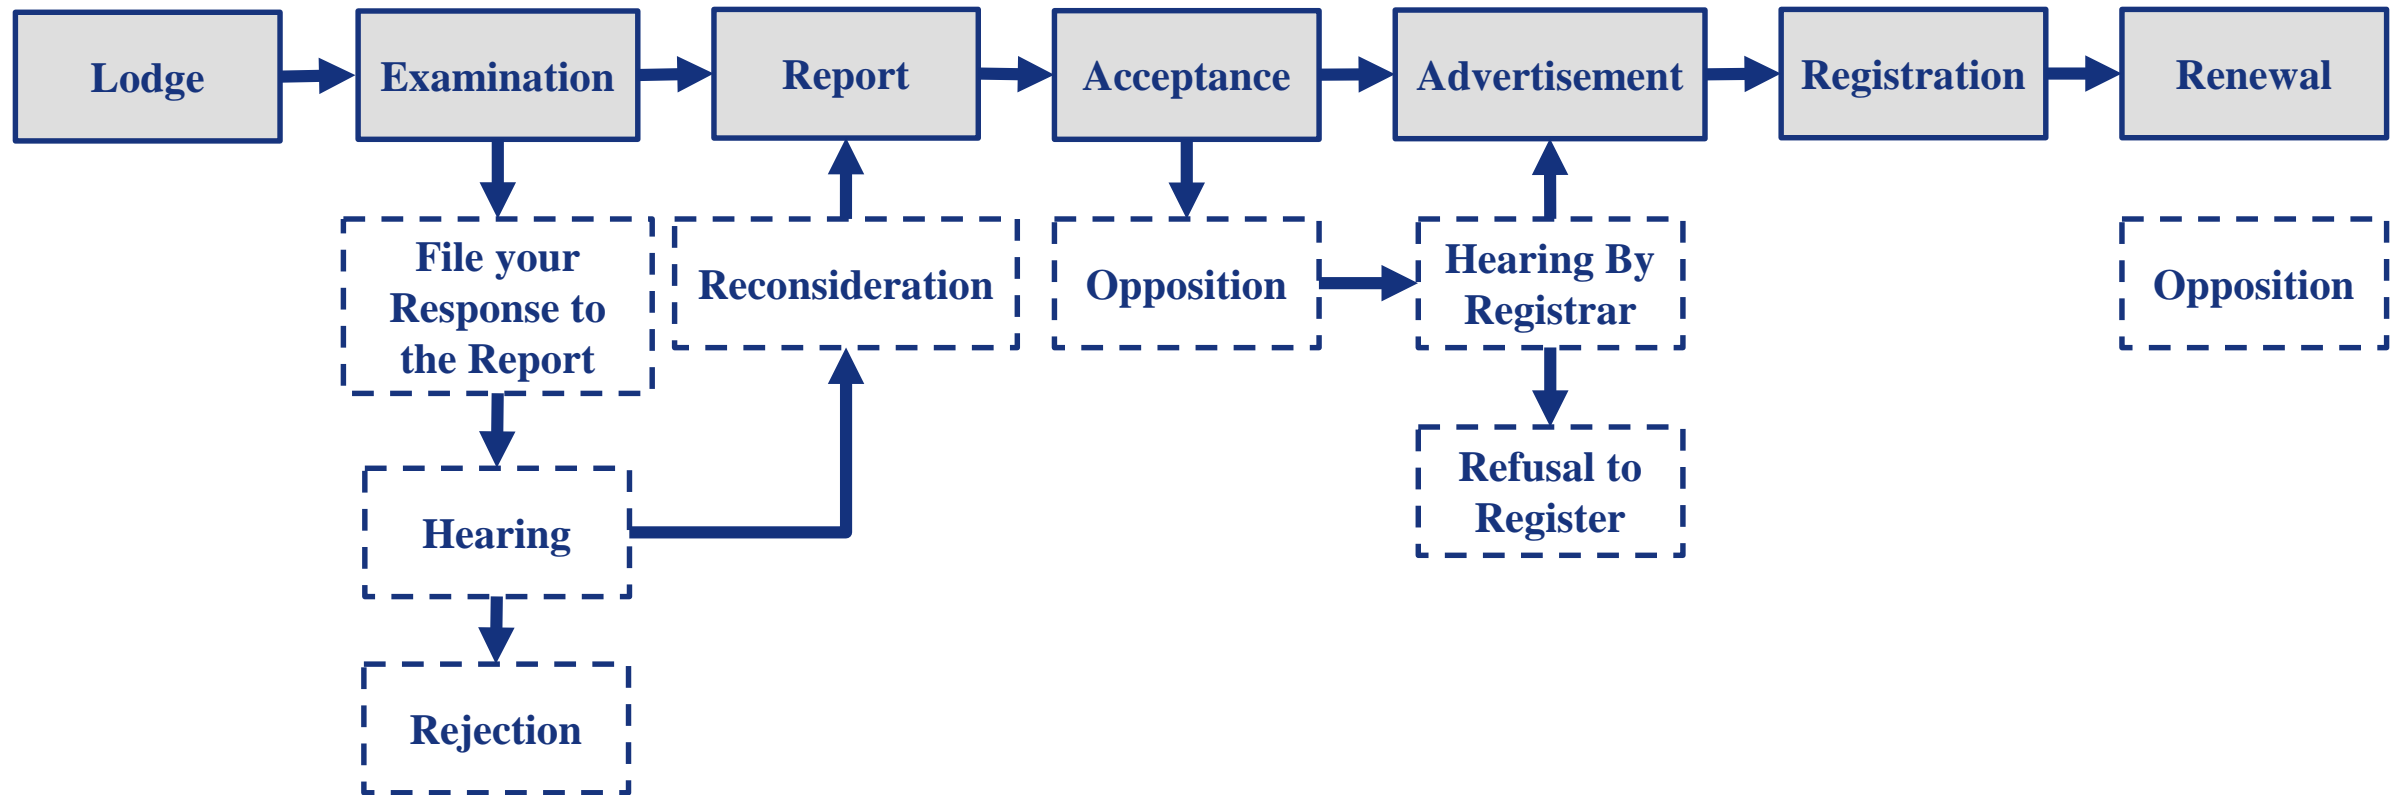 Lodge
Examination
Report
Acceptance
Advertisement
Registration
Renewal
File your
Response to
the Report
Reconsideration
Opposition
Hearing By
Registrar
Opposition
Hearing
Refusal to
Register
Rejection